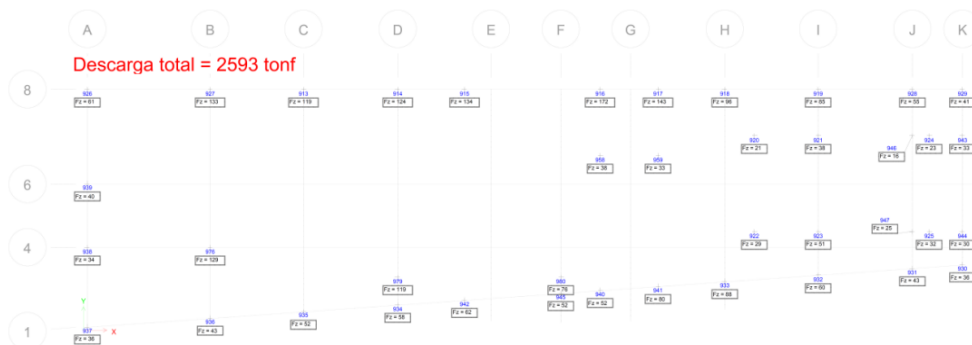 A B C D E F G H I J K
Descarga total = 2593 tonf
8
926 927 913 914 915 916 917 918 919 928 929
Fz = 81 Fz = 133 Fz = 119 Fz = 124 Fz = 134 Fz = 172 Fz = 143 Fz = 98 Fz = 85 Fz = 55 Fz = 41
920 921 924 943
Fz = 21 Fz = 38 Fz = 23 Fz = 33
946
Fz = 16
958 959
Fz = 38 Fz = 33
6
939
Fz = 40
947
Fz = 25
4
938 976 922 923 925 944
Fz = 34 Fz = 129 Fz = 29 Fz = 51 Fz = 32 Fz = 30
979 980 933 932 931 930
Fz = 119 Fz = 76 Fz = 88 Fz = 60 Fz = 43 Fz = 36
Y
945 940 941
Fz = 52 Fz = 52 Fz = 80
1
937 936 935 934 942
Fz = 36 Fz = 43 Fz = 52 Fz = 58 Fz = 62
X